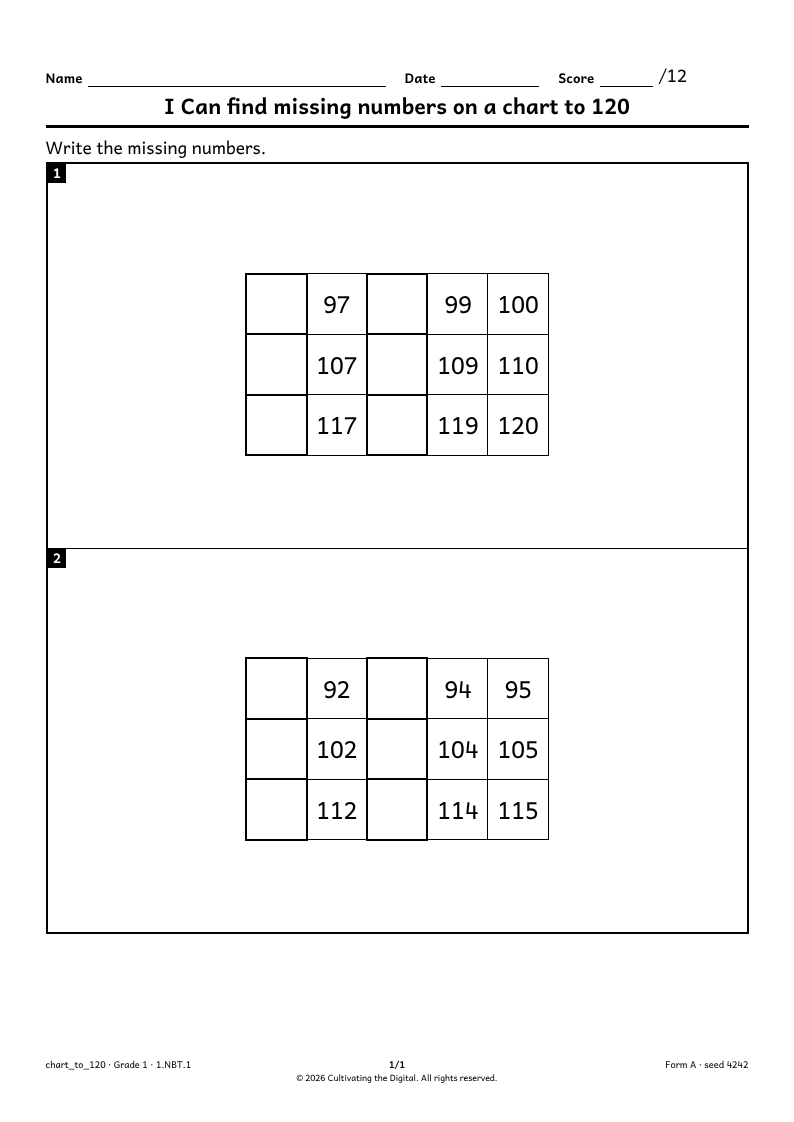 Name Date Score /12
I Can find missing numbers on a chart to 120
Write the missing numbers.
1
97 99 100
107 109 110
117 119 120
2
92 94 95
102 104 105
112 114 115
chart_to_120 · Grade 1 · 1.NBT.1 1/1 Form A · seed 4242
© 2026 Cultivating the Digital. All rights reserved.